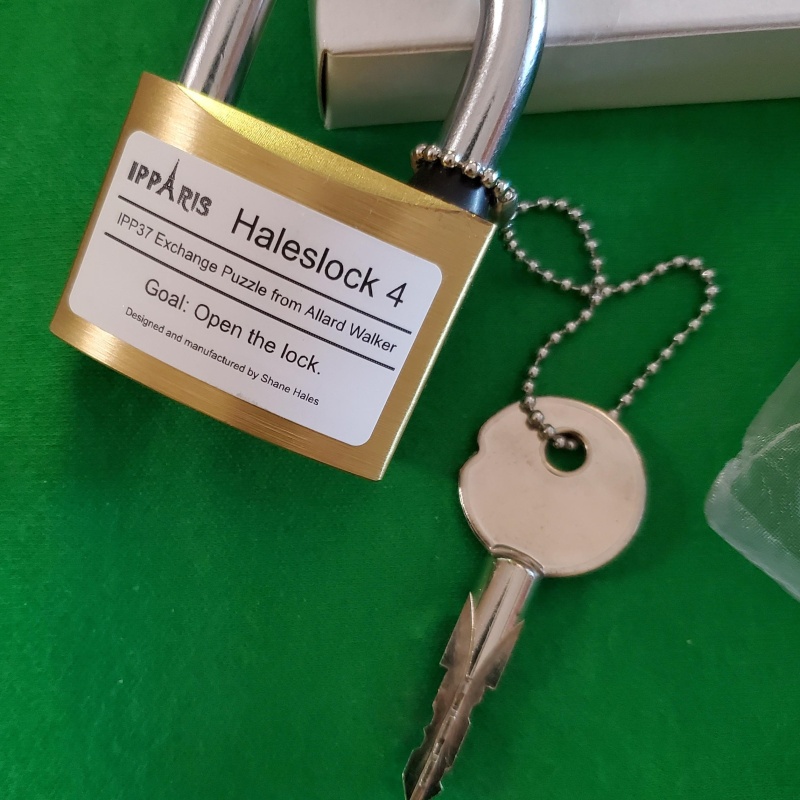 IPPARIS Haleslock 4
IPP37 Exchange Puzzle from Allard Walker
Goal: Open the lock.
Designed and manufactured by Shane Hales